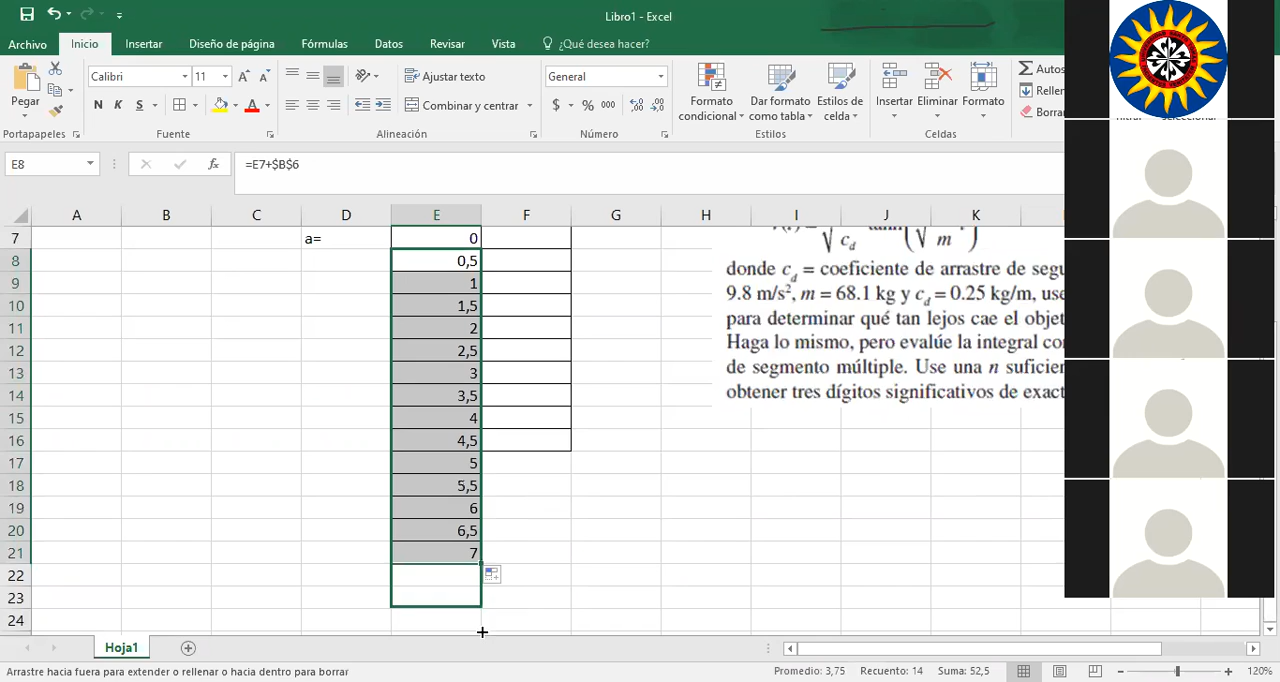 Libro1 - Excel
Archivo Inicio Insertar Diseño de página Fórmulas Datos Revisar Vista ¿Qué desea hacer?
Pegar
Calibri 11
N K S
Ajustar texto
Combinar y centrar
General
$ % 000
Formato condicional
Dar formato como tabla
Estilos de celda
Insertar Eliminar Formato
Autos
Rellen
Borra
Portapapeles Fuente Alineación Número Estilos Celdas
E8 fx =E7+$B$6
A B C D E F G H I J K
7 a= 0
8 0,5
9 1
10 1,5
11 2
12 2,5
13 3
14 3,5
15 4
16 4,5
17 5
18 5,5
19 6
20 6,5
21 7
22
23
24
donde c_d = coeficiente de arrastre de segu
9.8 m/s², m = 68.1 kg y c_d = 0.25 kg/m, use
para determinar qué tan lejos cae el objet
Haga lo mismo, pero evalúe la integral co
de segmento múltiple. Use una n suficien
obtener tres dígitos significativos de exact
Hoja1
Arrastre hacia fuera para extender o rellenar o hacia dentro para borrar
Promedio: 3,75 Recuento: 14 Suma: 52,5 120%